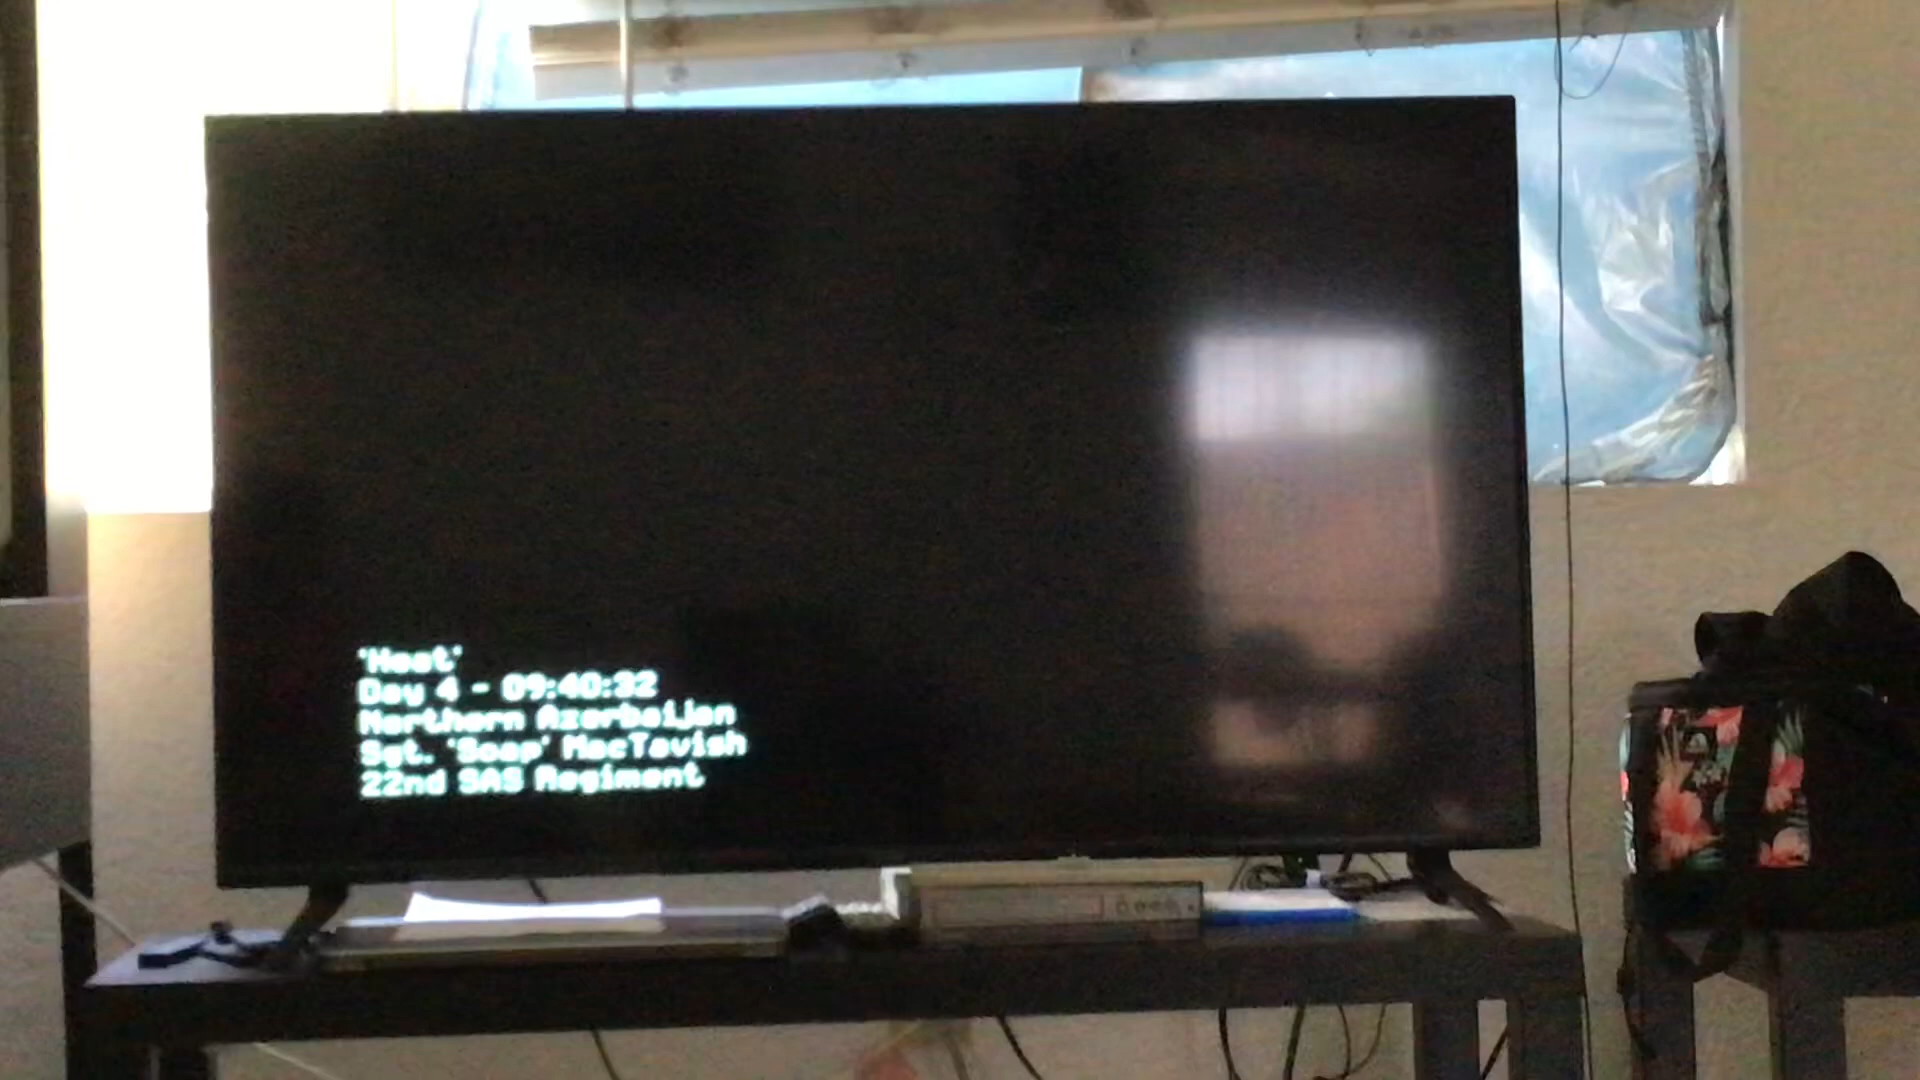 'Heat'
Day 4 - 09:40:32
Northern Azerbaijan
Sgt. 'Soap' MacTavish
22nd SAS Regiment